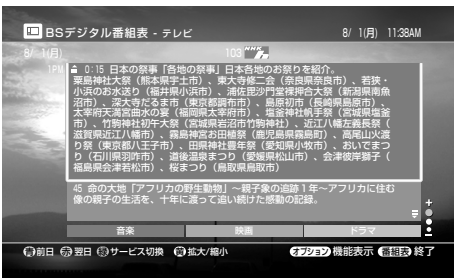 BSデジタル番組表 - テレビ 8/ 1(月) 11:38AM
8/ 1(月) 103 NHK
1PM
0:15 日本の祭事「各地の祭事」日本各地のお祭りを紹介。
粟島神社大祭（熊本県宇土市）、東大寺修二会（奈良県奈良市）、若狭・
小浜のお水送り（福井県小浜市）、浦佐毘沙門堂裸押合大祭（新潟県南魚
沼市）、深大寺だるま市（東京都調布市）、島原初市（長崎県島原市）、
太宰府天満宮曲水の宴（福岡県太宰府市）、塩釜神社帆手祭（宮城県塩釜
市）、竹駒神社初午大祭（宮城県岩沼市竹駒神社）、近江八幡左義長祭（
滋賀県近江八幡市）、霧島神宮お田植祭（鹿児島県霧島町）、高尾山火渡
り祭（東京都八王子市）、田県神社豊年祭（愛知県小牧市）、おいでまつ
り（石川県羽咋市）、道後温泉まつり（愛媛県松山市）、会津彼岸獅子（
福島県会津若松市）、桜まつり（鳥取県鳥取市）
45 命の大地「アフリカの野生動物」～親子象の追跡1年～アフリカに住む
像の親子の生活を、十年に渡って追い続けた感動の記録。
音楽 映画 ドラマ
青前日 赤翌日 緑サービス切換 黄拡大/縮小 オプション機能表示 番組表終了